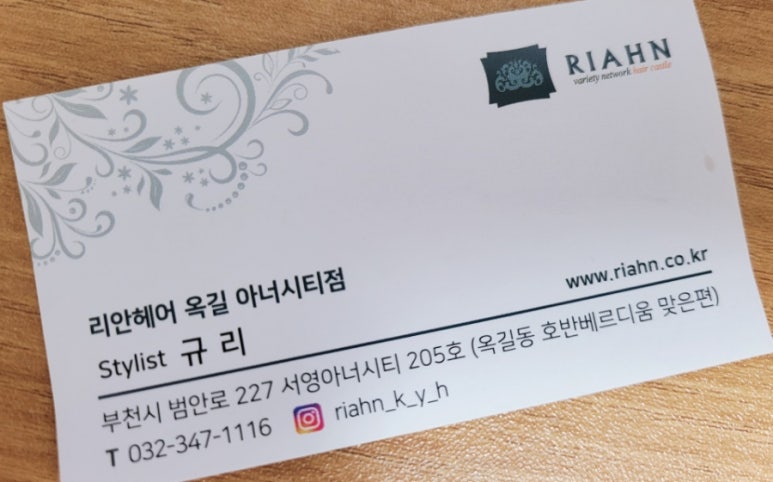 RIAHN
variety network hair castle
리안헤어 옥길 아너시티점
www.riahn.co.kr
Stylist 규 리
부천시 범안로 227 서영아너시티 205호 (옥길동 호반베르디움 맞은편)
T 032-347-1116 riahn_k_y_h